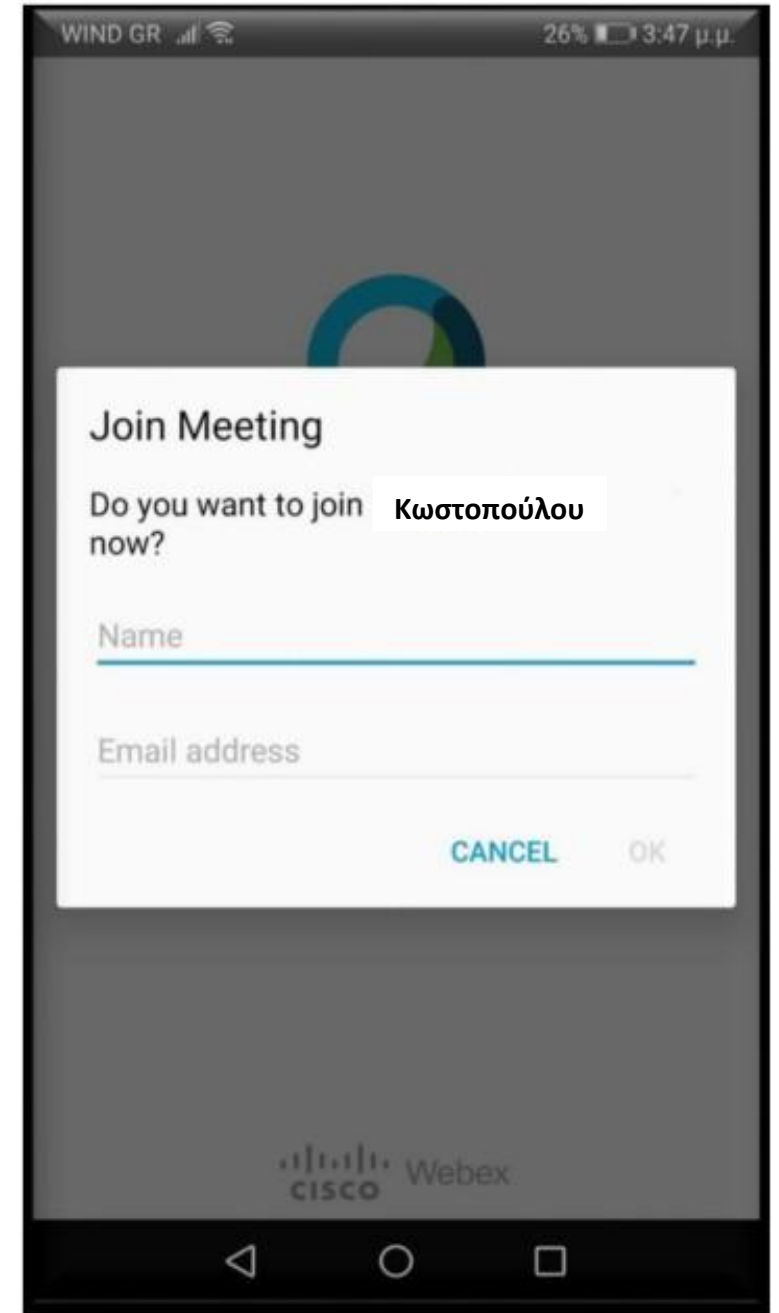 WIND GR 26% 3:47 μ.μ.
Join Meeting
Do you want to join Κωστοπούλου
now?
Name
Email address
CANCEL OK
CISCO Webex